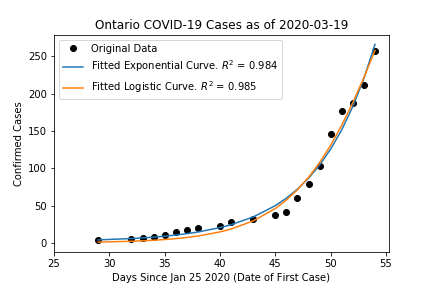 Ontario COVID-19 Cases as of 2020-03-19
Original Data
Fitted Exponential Curve. R² = 0.984
Fitted Logistic Curve. R² = 0.985
Confirmed Cases
250
200
150
100
50
0
25 30 35 40 45 50 55
Days Since Jan 25 2020 (Date of First Case)